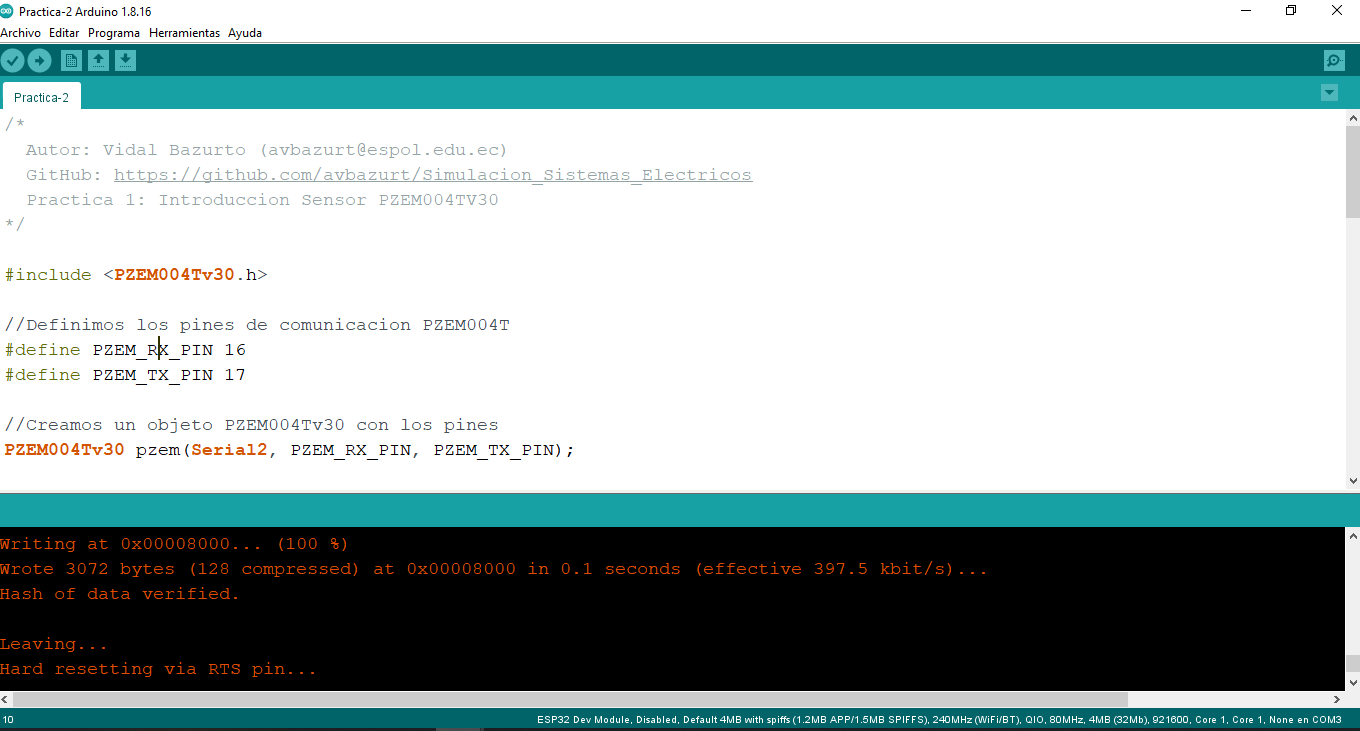 Practica-2 Arduino 1.8.16
Archivo Editar Programa Herramientas Ayuda
Practica-2
/*
Autor: Vidal Bazurto (avbazurt@espol.edu.ec)
GitHub: https://github.com/avbazurt/Simulacion_Sistemas_Electricos
Practica 1: Introduccion Sensor PZEM004TV30
*/
#include <PZEM004Tv30.h>
//Definimos los pines de comunicacion PZEM004T
#define PZEM_RX_PIN 16
#define PZEM_TX_PIN 17
//Creamos un objeto PZEM004Tv30 con los pines
PZEM004Tv30 pzem(Serial2, PZEM_RX_PIN, PZEM_TX_PIN);
Writing at 0x00008000... (100 %)
Wrote 3072 bytes (128 compressed) at 0x00008000 in 0.1 seconds (effective 397.5 kbit/s)...
Hash of data verified.
Leaving...
Hard resetting via RTS pin...
10 ESP32 Dev Module, Disabled, Default 4MB with spiffs (1.2MB APP/1.5MB SPIFFS), 240MHz (WiFi/BT), QIO, 80MHz, 4MB (32Mb), 921600, Core 1, Core 1, None en COM3